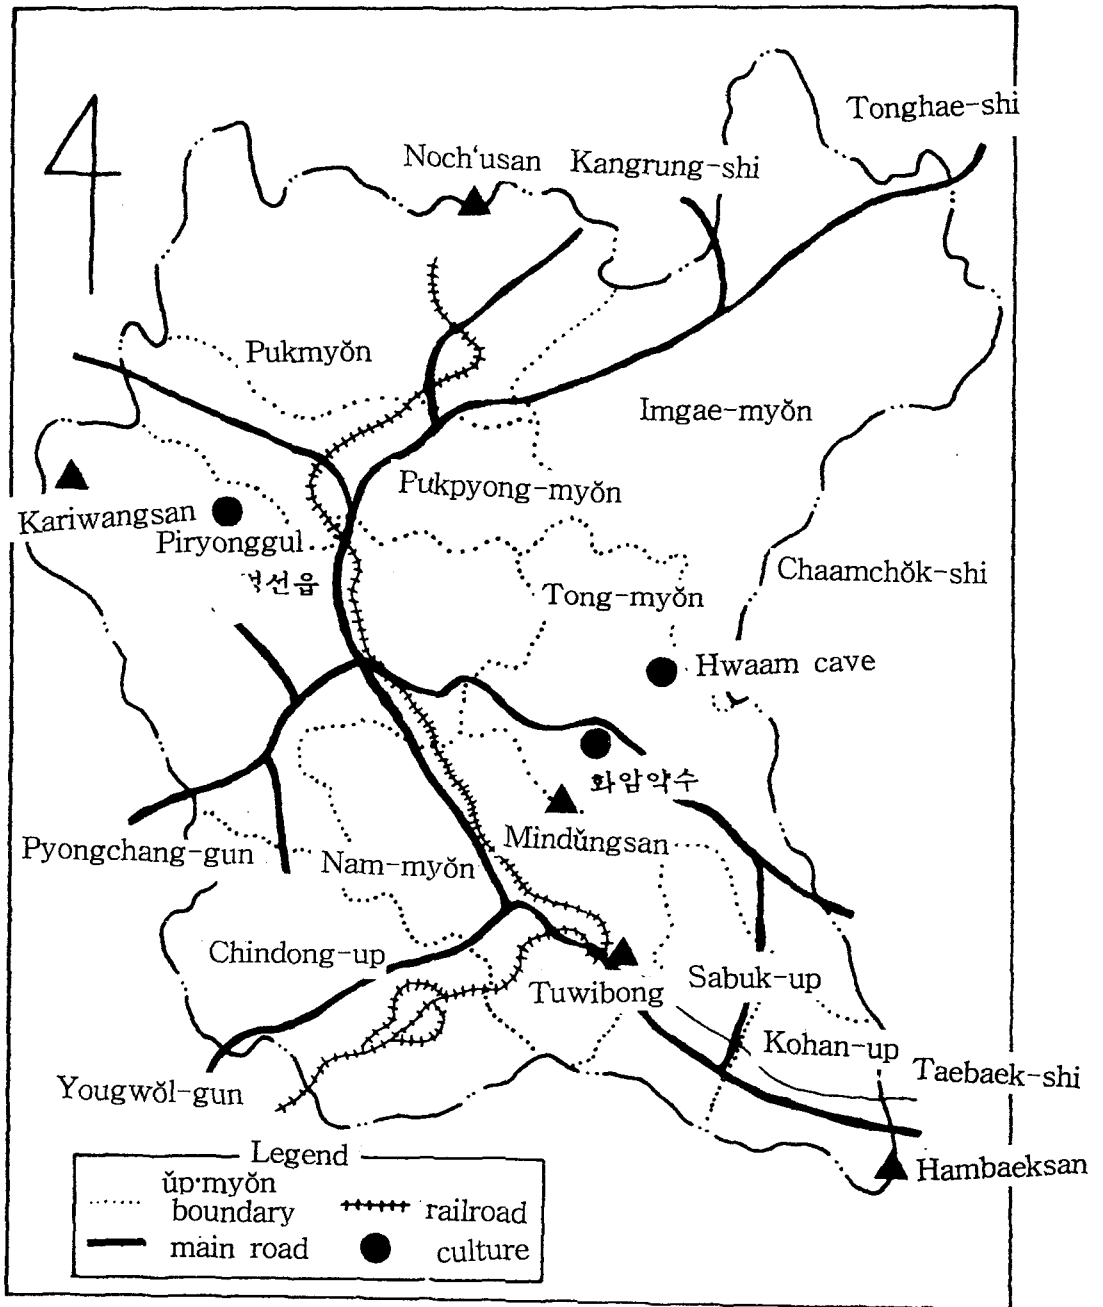 Tonghae-shi
Noch'usan
Kangrung-shi
Pukmyŏn
Imgae-myŏn
Pukpyong-myŏn
Kariwangsan
Piryonggul
선읍
Tong-myŏn
Chaamchŏk-shi
Hwaam cave
화암약수
Mindŭngsan
Pyongchang-gun
Nam-myŏn
Chindong-up
Tuwibong
Sabuk-up
Kohan-up
Taebaek-shi
Yougwŏl-gun
Hambaeksan
Legend
ŭp·myŏn
boundary
railroad
main road
culture